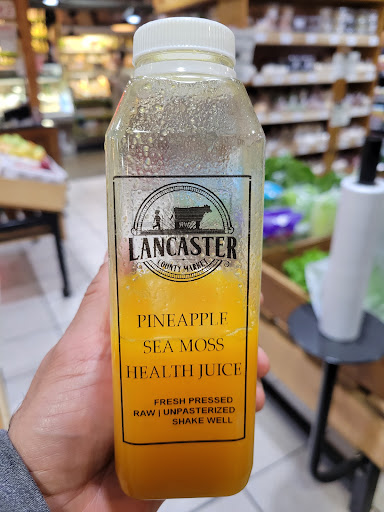 LANCASTER
COUNTY MARKET
PINEAPPLE
SEA MOSS
HEALTH JUICE
FRESH PRESSED
RAW | UNPASTERIZED
SHAKE WELL